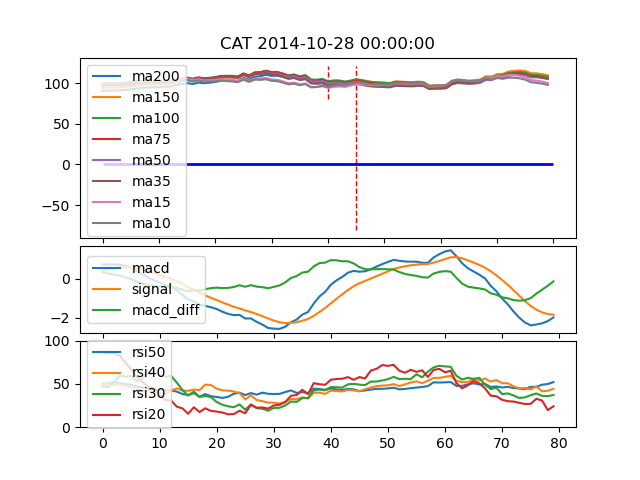 CAT 2014-10-28 00:00:00
100
50
0
−50
ma200
ma150
ma100
ma75
ma50
ma35
ma15
ma10
0
−2
macd
signal
macd_diff
100
50
0
rsi50
rsi40
rsi30
rsi20
0 10 20 30 40 50 60 70 80